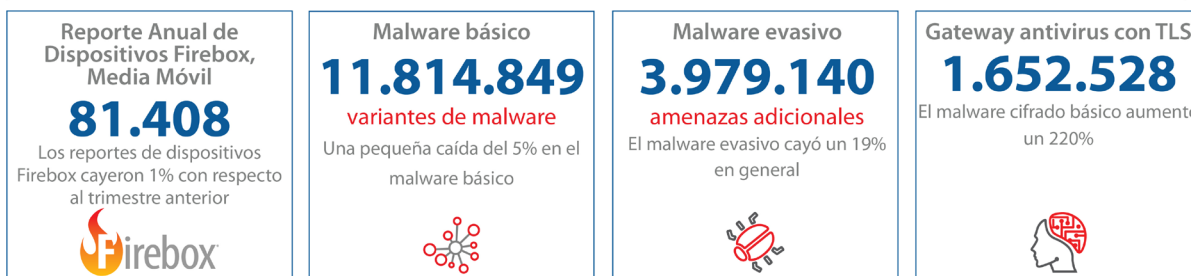 Reporte Anual de
Dispositivos Firebox,
Media Móvil
81.408
Los reportes de dispositivos
Firebox cayeron 1% con respecto
al trimestre anterior
Firebox
Malware básico
11.814.849
variantes de malware
Una pequeña caída del 5% en el
malware básico
Malware evasivo
3.979.140
amenazas adicionales
El malware evasivo cayó un 19%
en general
Gateway antivirus con TLS
1.652.528
El malware cifrado básico aument
un 220%